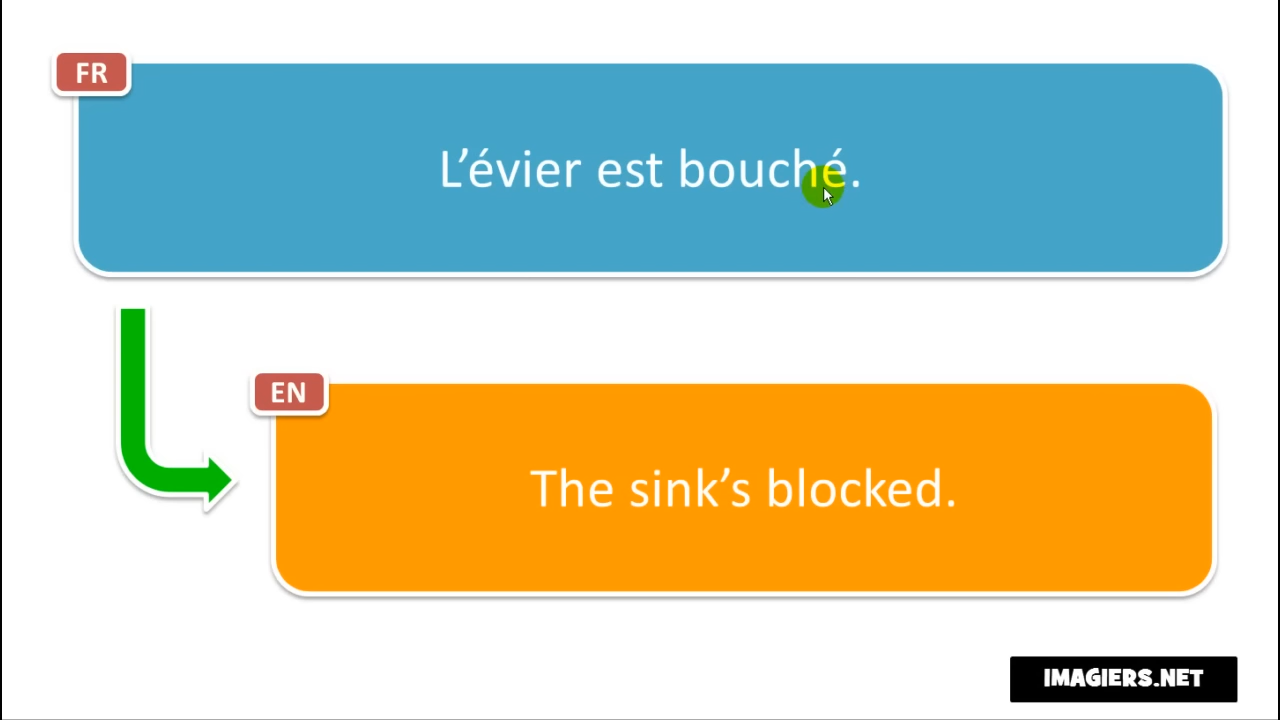 FR
L’évier est bouché.
EN
The sink’s blocked.
IMAGIERS.NET